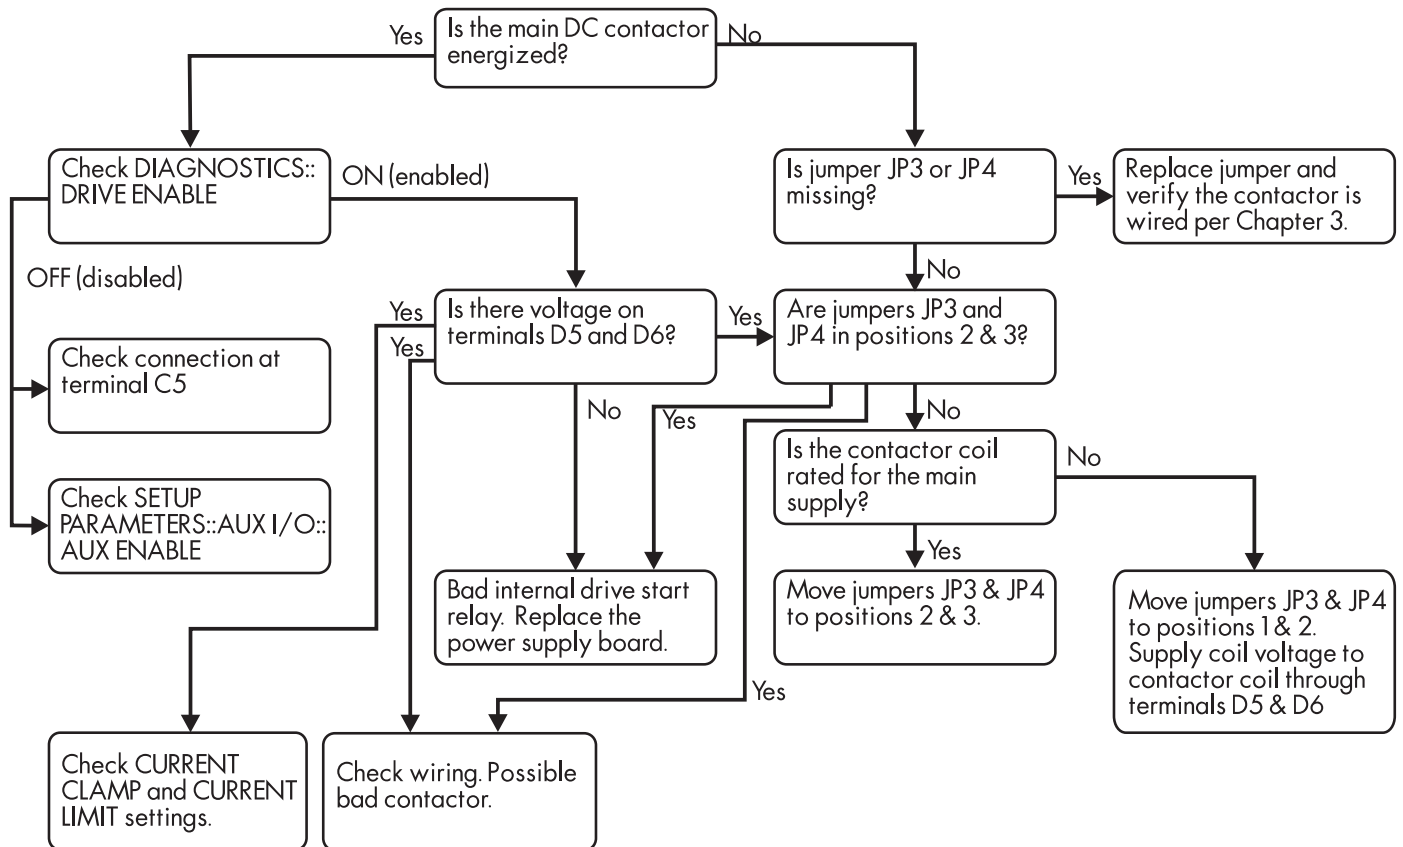 Is the main DC contactor
energized?
Yes
No
Check DIAGNOSTICS::
DRIVE ENABLE
ON (enabled)
OFF (disabled)
Is jumper JP3 or JP4
missing?
Yes
Replace jumper and
verify the contactor is
wired per Chapter 3.
No
Check connection at
terminal C5
Check SETUP
PARAMETERS::AUX I/O::
AUX ENABLE
Yes
Yes
Is there voltage on
terminals D5 and D6?
Yes
Are jumpers JP3 and
JP4 in positions 2 & 3?
No
Yes
No
Is the contactor coil
rated for the main
supply?
No
Yes
Bad internal drive start
relay. Replace the
power supply board.
Move jumpers JP3 & JP4
to positions 2 & 3.
Move jumpers JP3 & JP4
to positions 1 & 2.
Supply coil voltage to
contactor coil through
terminals D5 & D6
Yes
Check CURRENT
CLAMP and CURRENT
LIMIT settings.
Check wiring. Possible
bad contactor.